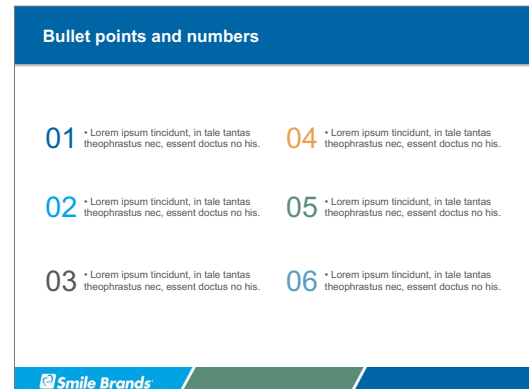 Bullet points and numbers
01
• Lorem ipsum tincidunt, in tale tantas
theophrastus nec, essent doctus no his.
02
• Lorem ipsum tincidunt, in tale tantas
theophrastus nec, essent doctus no his.
03
• Lorem ipsum tincidunt, in tale tantas
theophrastus nec, essent doctus no his.
04
• Lorem ipsum tincidunt, in tale tantas
theophrastus nec, essent doctus no his.
05
• Lorem ipsum tincidunt, in tale tantas
theophrastus nec, essent doctus no his.
06
• Lorem ipsum tincidunt, in tale tantas
theophrastus nec, essent doctus no his.
Smile Brands